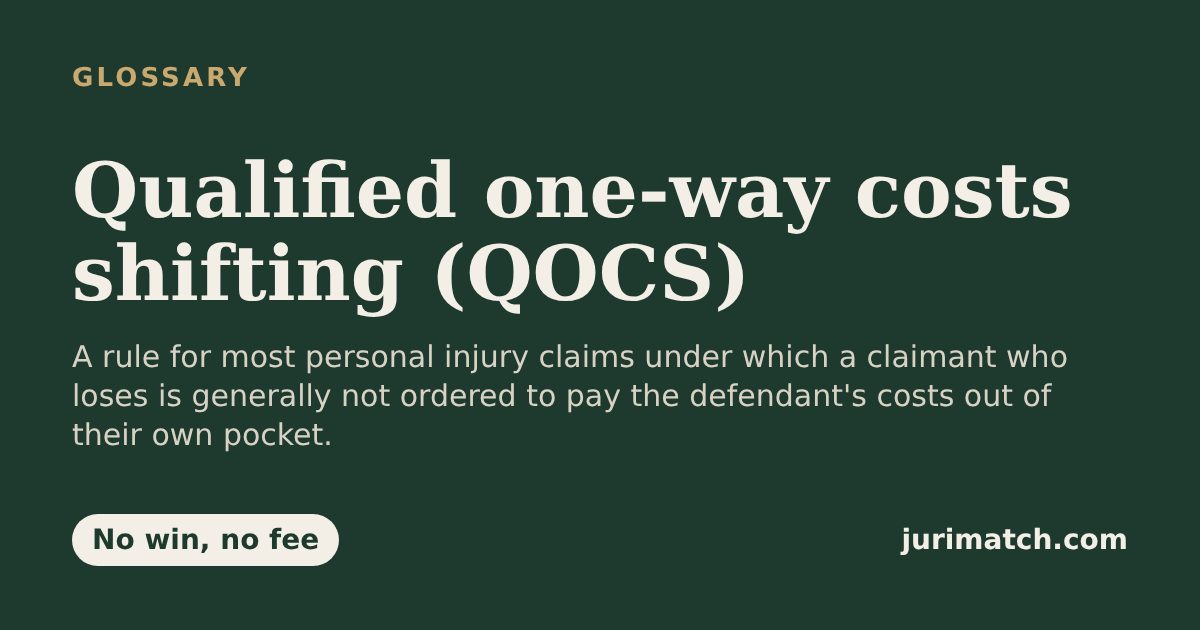 GLOSSARY
Qualified one-way costs
shifting (QOCS)
A rule for most personal injury claims under which a claimant who
loses is generally not ordered to pay the defendant's costs out of
their own pocket.
No win, no fee
jurimatch.com